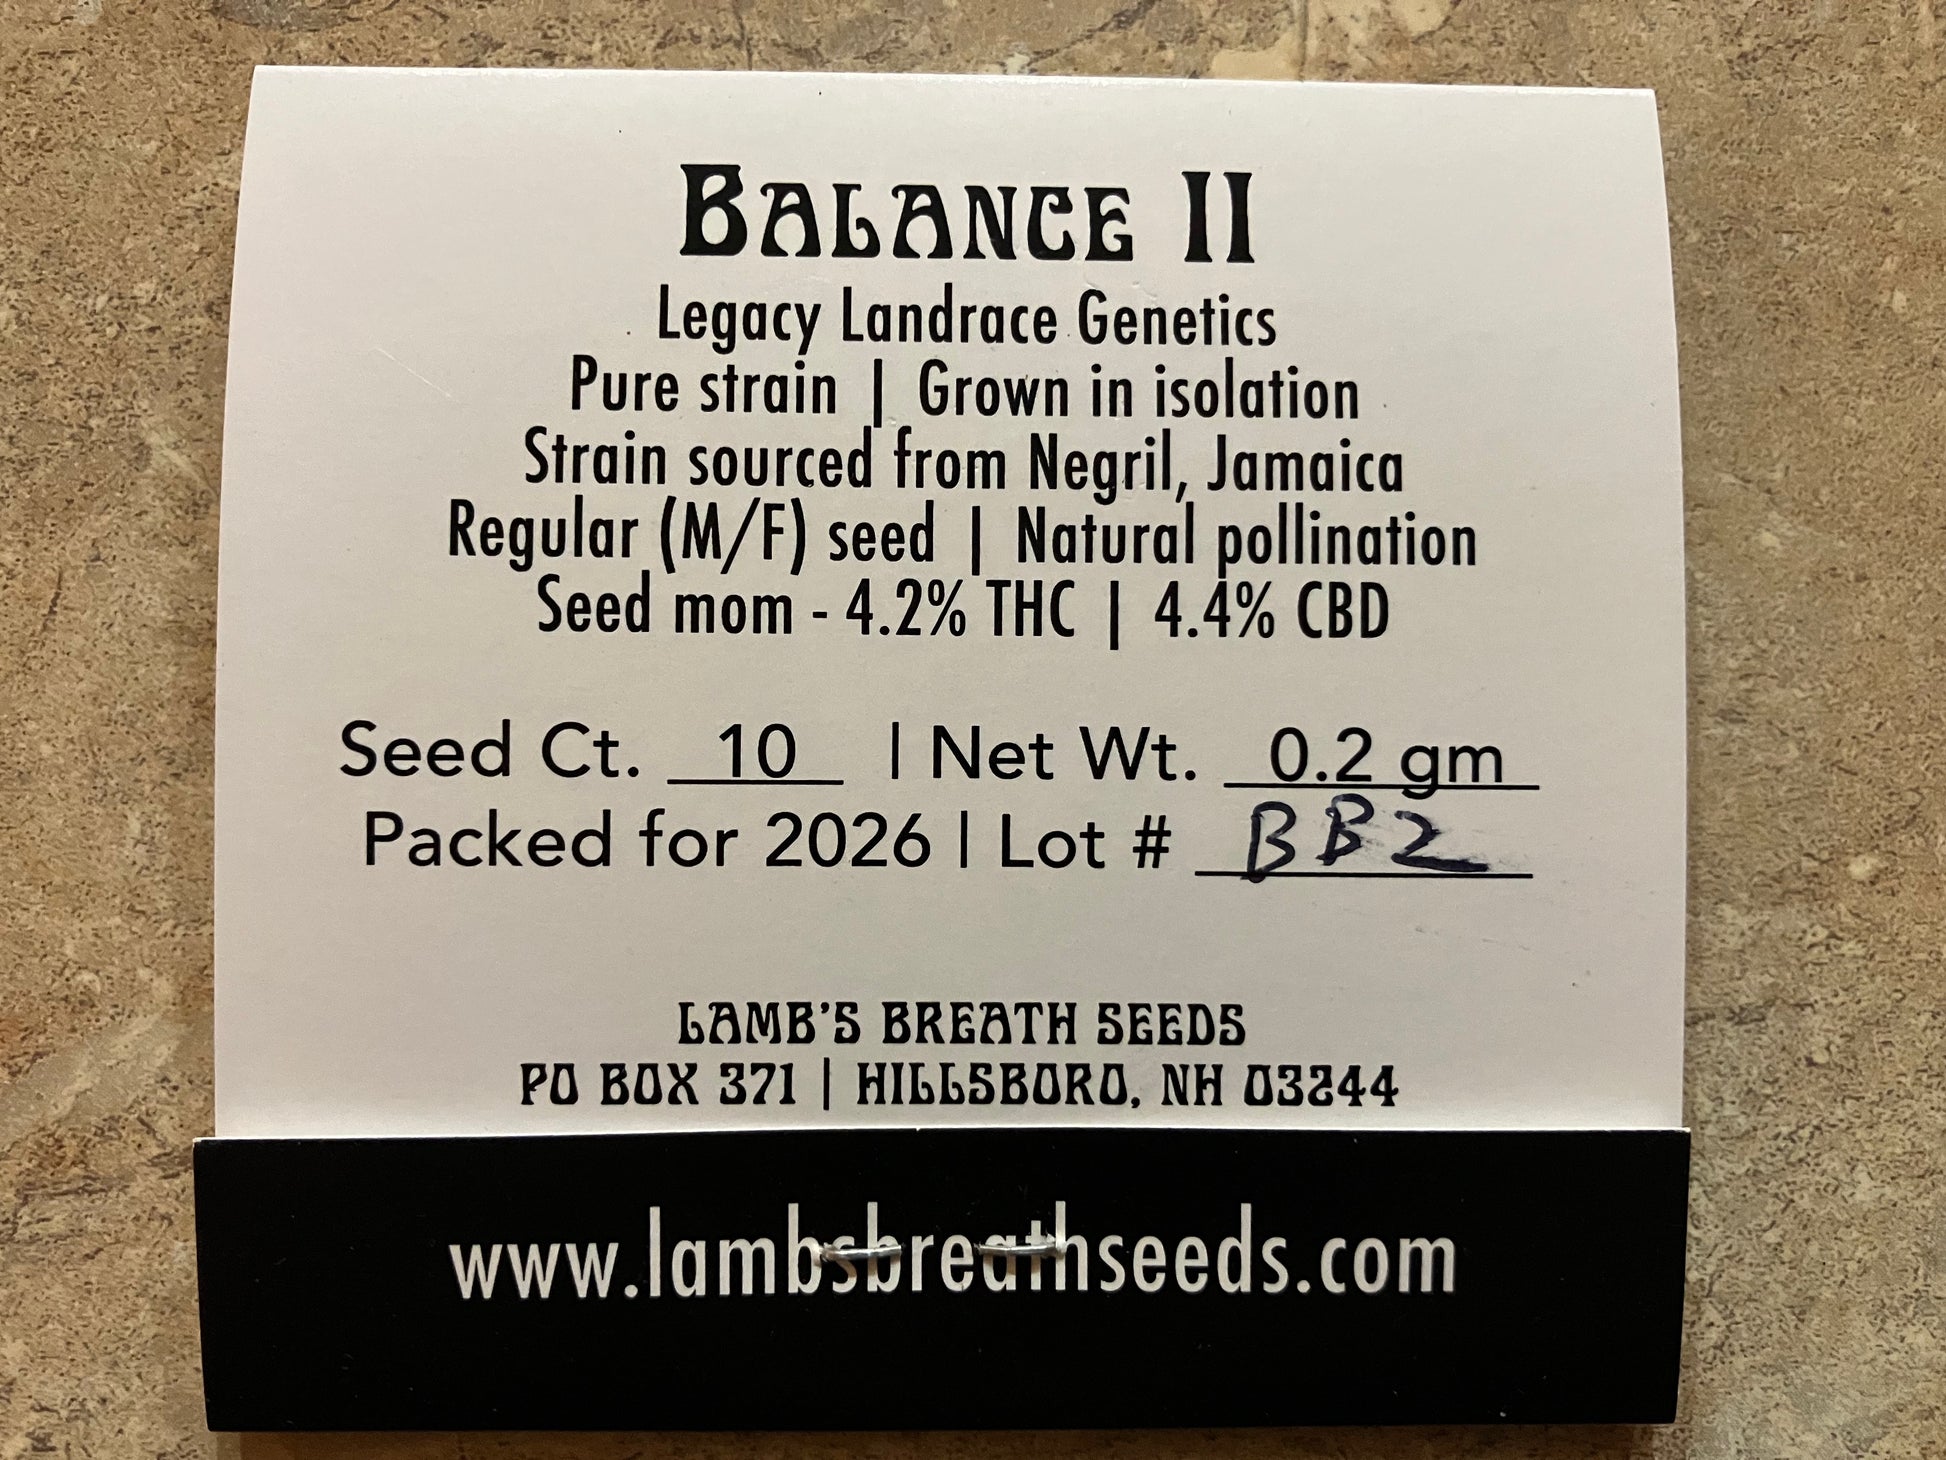 BALANCE II
Legacy Landrace Genetics
Pure strain | Grown in isolation
Strain sourced from Negril, Jamaica
Regular (M/F) seed | Natural pollination
Seed mom - 4.2% THC | 4.4% CBD
Seed Ct. 10 | Net Wt. 0.2 gm
Packed for 2026 | Lot # BB2
LAMB'S BREATH SEEDS
PO BOX 371 | HILLSBORO, NH 03244
www.lambsbreathseeds.com